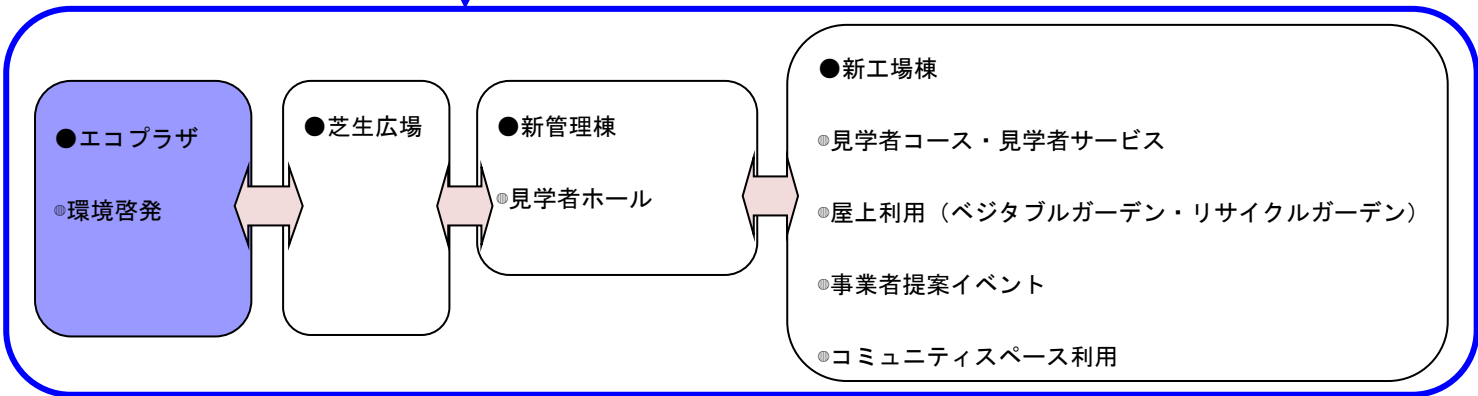 ●エコプラザ
◍環境啓発
●芝生広場
●新管理棟
◍見学者ホール
●新工場棟
◍見学者コース・見学者サービス
◍屋上利用（ベジタブルガーデン・リサイクルガーデン）
◍事業者提案イベント
◍コミュニティスペース利用